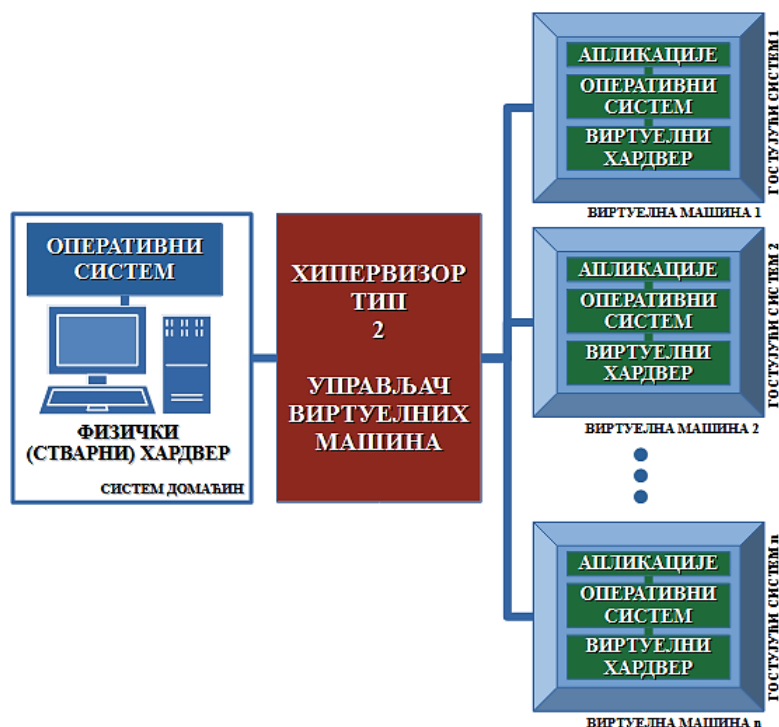 ОПЕРАТИВНИ
СИСТЕМ
ФИЗИЧКИ
(СТВАРНИ) ХАРДВЕР
СИСТЕМ ДОМАЋИН
ХИПЕРВИЗОР
ТИП
2
УПРАВЉАЧ
ВИРТУЕЛНИХ
МАШИНА
АПЛИКАЦИЈЕ
ОПЕРАТИВНИ
СИСТЕМ
ВИРТУЕЛНИ
ХАРДВЕР
ГОСТУЈУЋИ СИСТЕМ 1
ВИРТУЕЛНА МАШИНА 1
АПЛИКАЦИЈЕ
ОПЕРАТИВНИ
СИСТЕМ
ВИРТУЕЛНИ
ХАРДВЕР
ГОСТУЈУЋИ СИСТЕМ 2
ВИРТУЕЛНА МАШИНА 2
АПЛИКАЦИЈЕ
ОПЕРАТИВНИ
СИСТЕМ
ВИРТУЕЛНИ
ХАРДВЕР
ГОСТУЈУЋИ СИСТЕМ n
ВИРТУЕЛНА МАШИНА n